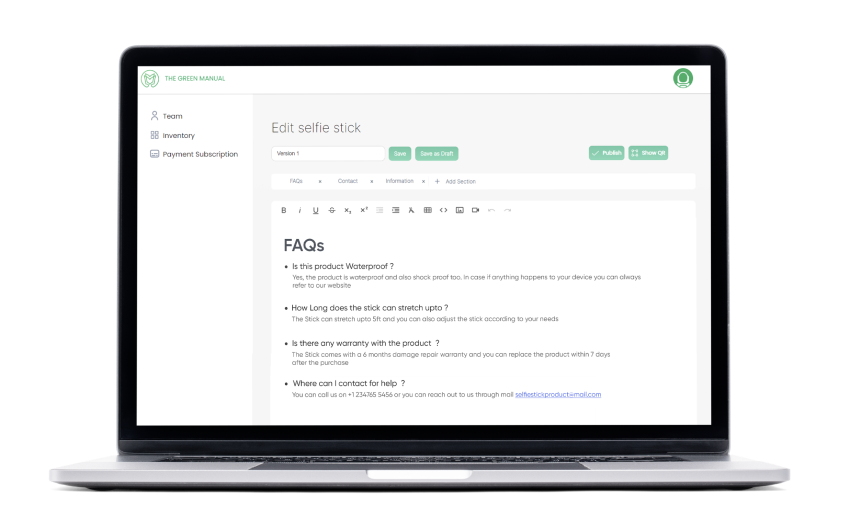 THE GREEN MANUAL
Team
Inventory
Payment Subscription
Edit selfie stick
Version 1
Save
Save as Draft
Publish
Show QR
FAQs × Contact × Information × + Add Section
B i U S x₂ x²
FAQs
• Is this product Waterproof ?
Yes, the product is waterproof and also shock proof too. In case if anything happens to your device you can always
refer to our website
• How Long does the stick can stretch upto ?
The Stick can stretch upto 5ft and you can also adjust the stick according to your needs
• Is there any warranty with the product ?
The Stick comes with a 6 months damage repair warranty and you can replace the product within 7 days
after the purchase
• Where can I contact for help ?
You can call us on +1 234765 5456 or you can reach out to us through mail selfiestickproduct@mail.com